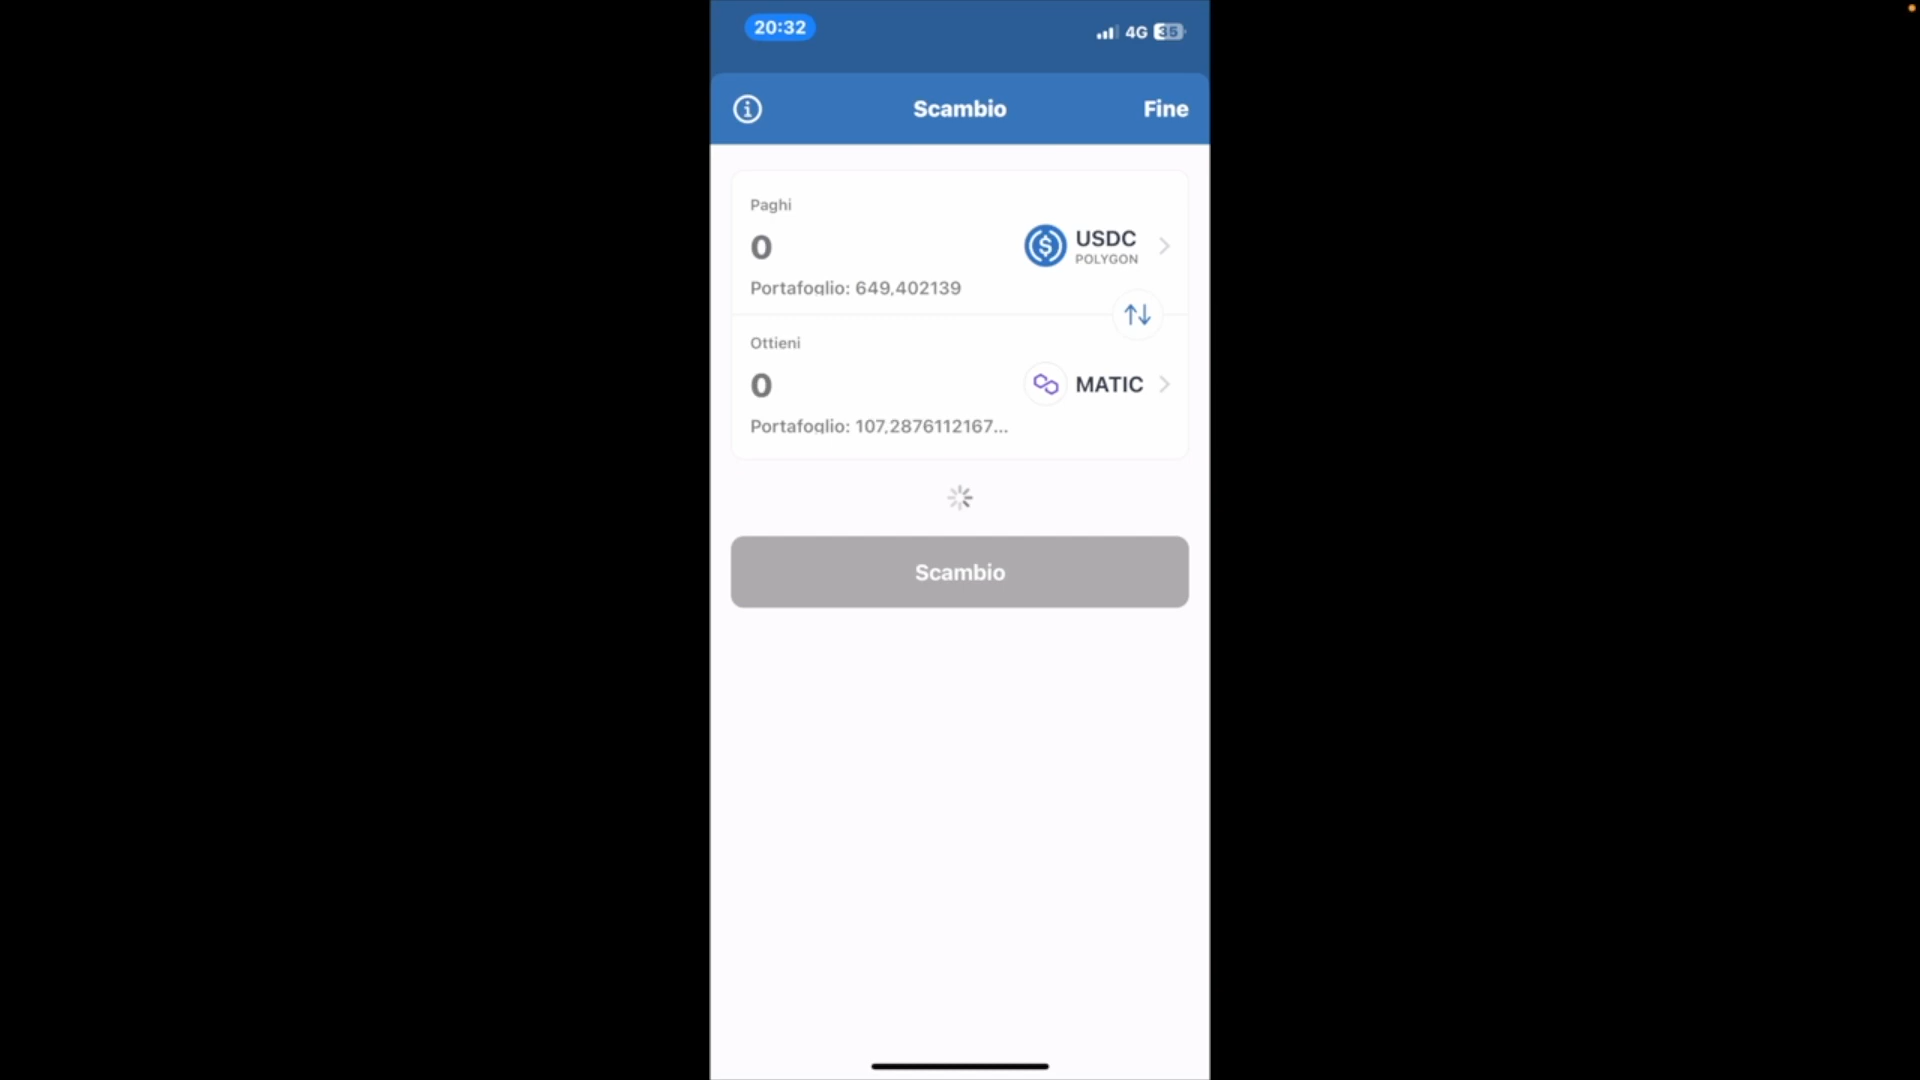 20:32
4G 35
Scambio
Fine
Paghi
0
USDC
POLYGON
Portafoglio: 649,402139
Ottieni
0
MATIC
Portafoglio: 107,2876112167...
Scambio